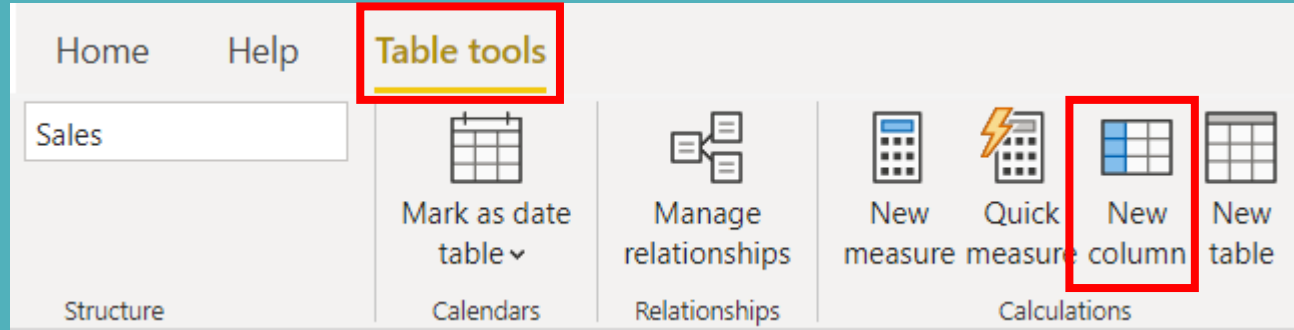 Home Help Table tools
Sales
Mark as date Manage New Quick New New
table relationships measure measure column table
Structure Calendars Relationships Calculations